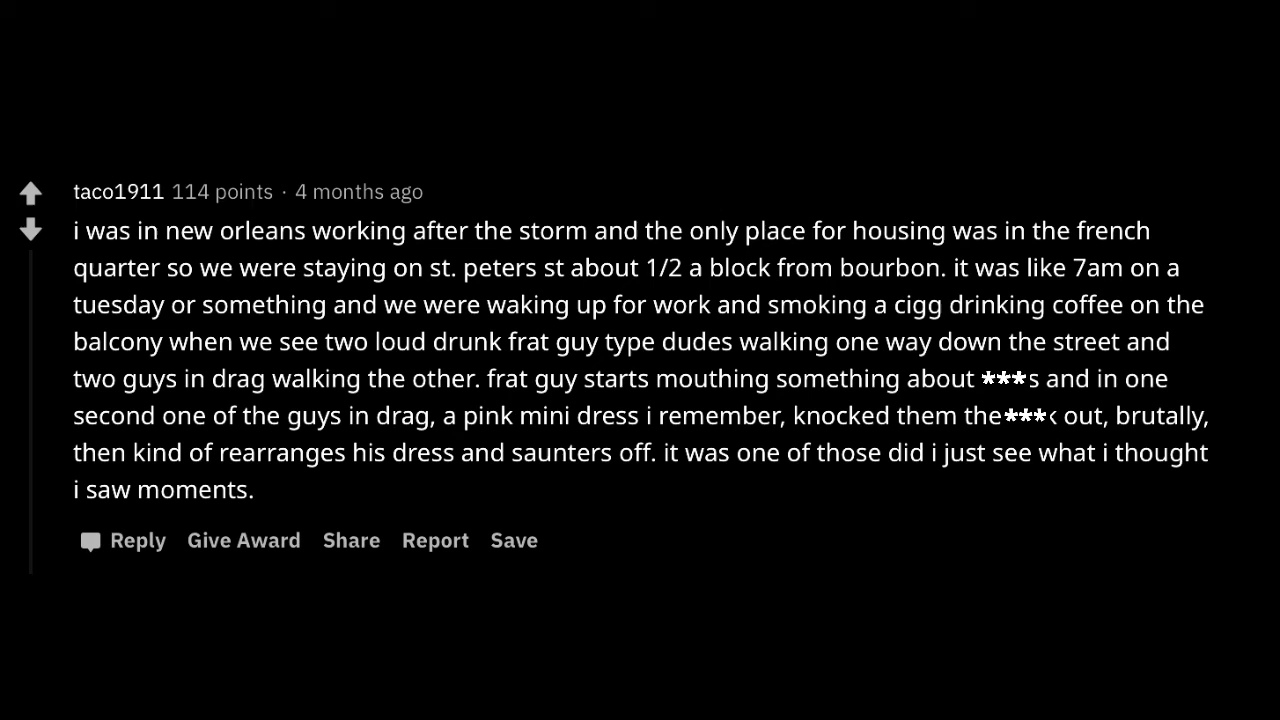 taco1911 114 points · 4 months ago
i was in new orleans working after the storm and the only place for housing was in the french
quarter so we were staying on st. peters st about 1/2 a block from bourbon. it was like 7am on a
tuesday or something and we were waking up for work and smoking a cigg drinking coffee on the
balcony when we see two loud drunk frat guy type dudes walking one way down the street and
two guys in drag walking the other. frat guy starts mouthing something about ***s and in one
second one of the guys in drag, a pink mini dress i remember, knocked them the***k out, brutally,
then kind of rearranges his dress and saunters off. it was one of those did i just see what i thought
i saw moments.
Reply Give Award Share Report Save